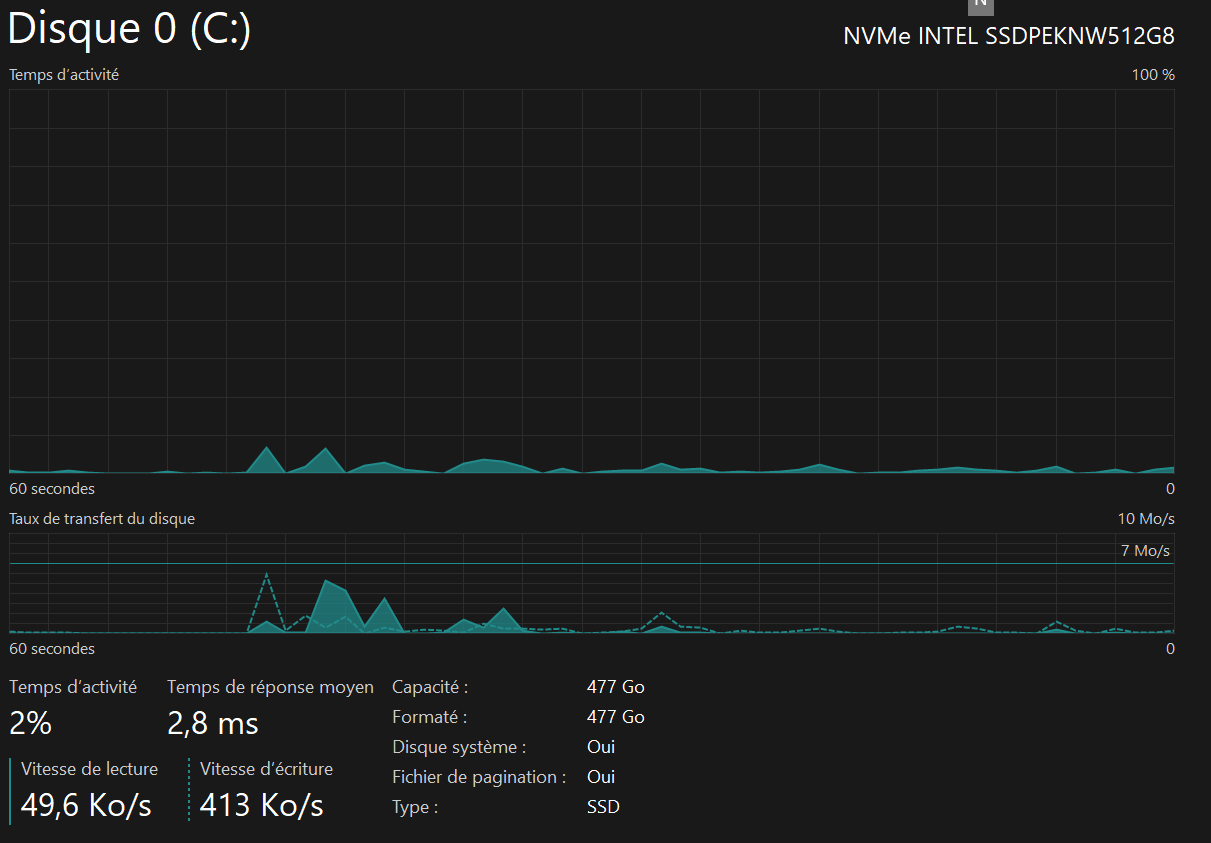 N
Disque 0 (C:)
NVMe INTEL SSDPEKNW512G8
Temps d'activité
100 %
60 secondes
0
Taux de transfert du disque
10 Mo/s
7 Mo/s
60 secondes
0
Temps d'activité
2%
Temps de réponse moyen
2,8 ms
Vitesse de lecture
49,6 Ko/s
Vitesse d'écriture
413 Ko/s
Capacité : 477 Go
Formaté : 477 Go
Disque système : Oui
Fichier de pagination : Oui
Type : SSD